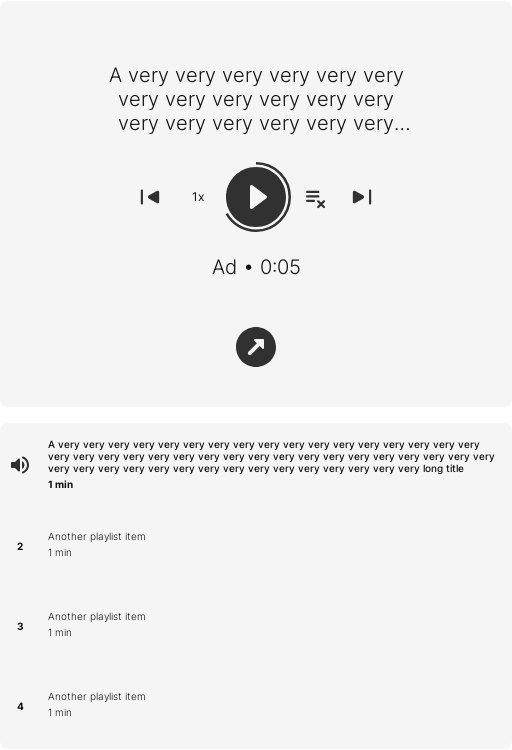 A very very very very very very
very very very very very very
very very very very very very…
1x
Ad • 0:05
A very very very very very very very very very very very very very very very very very
very very very very very very very very very very very very very very very very very very
very very very very very very very very very very very very very very very long title
1 min
2
Another playlist item
1 min
3
Another playlist item
1 min
4
Another playlist item
1 min